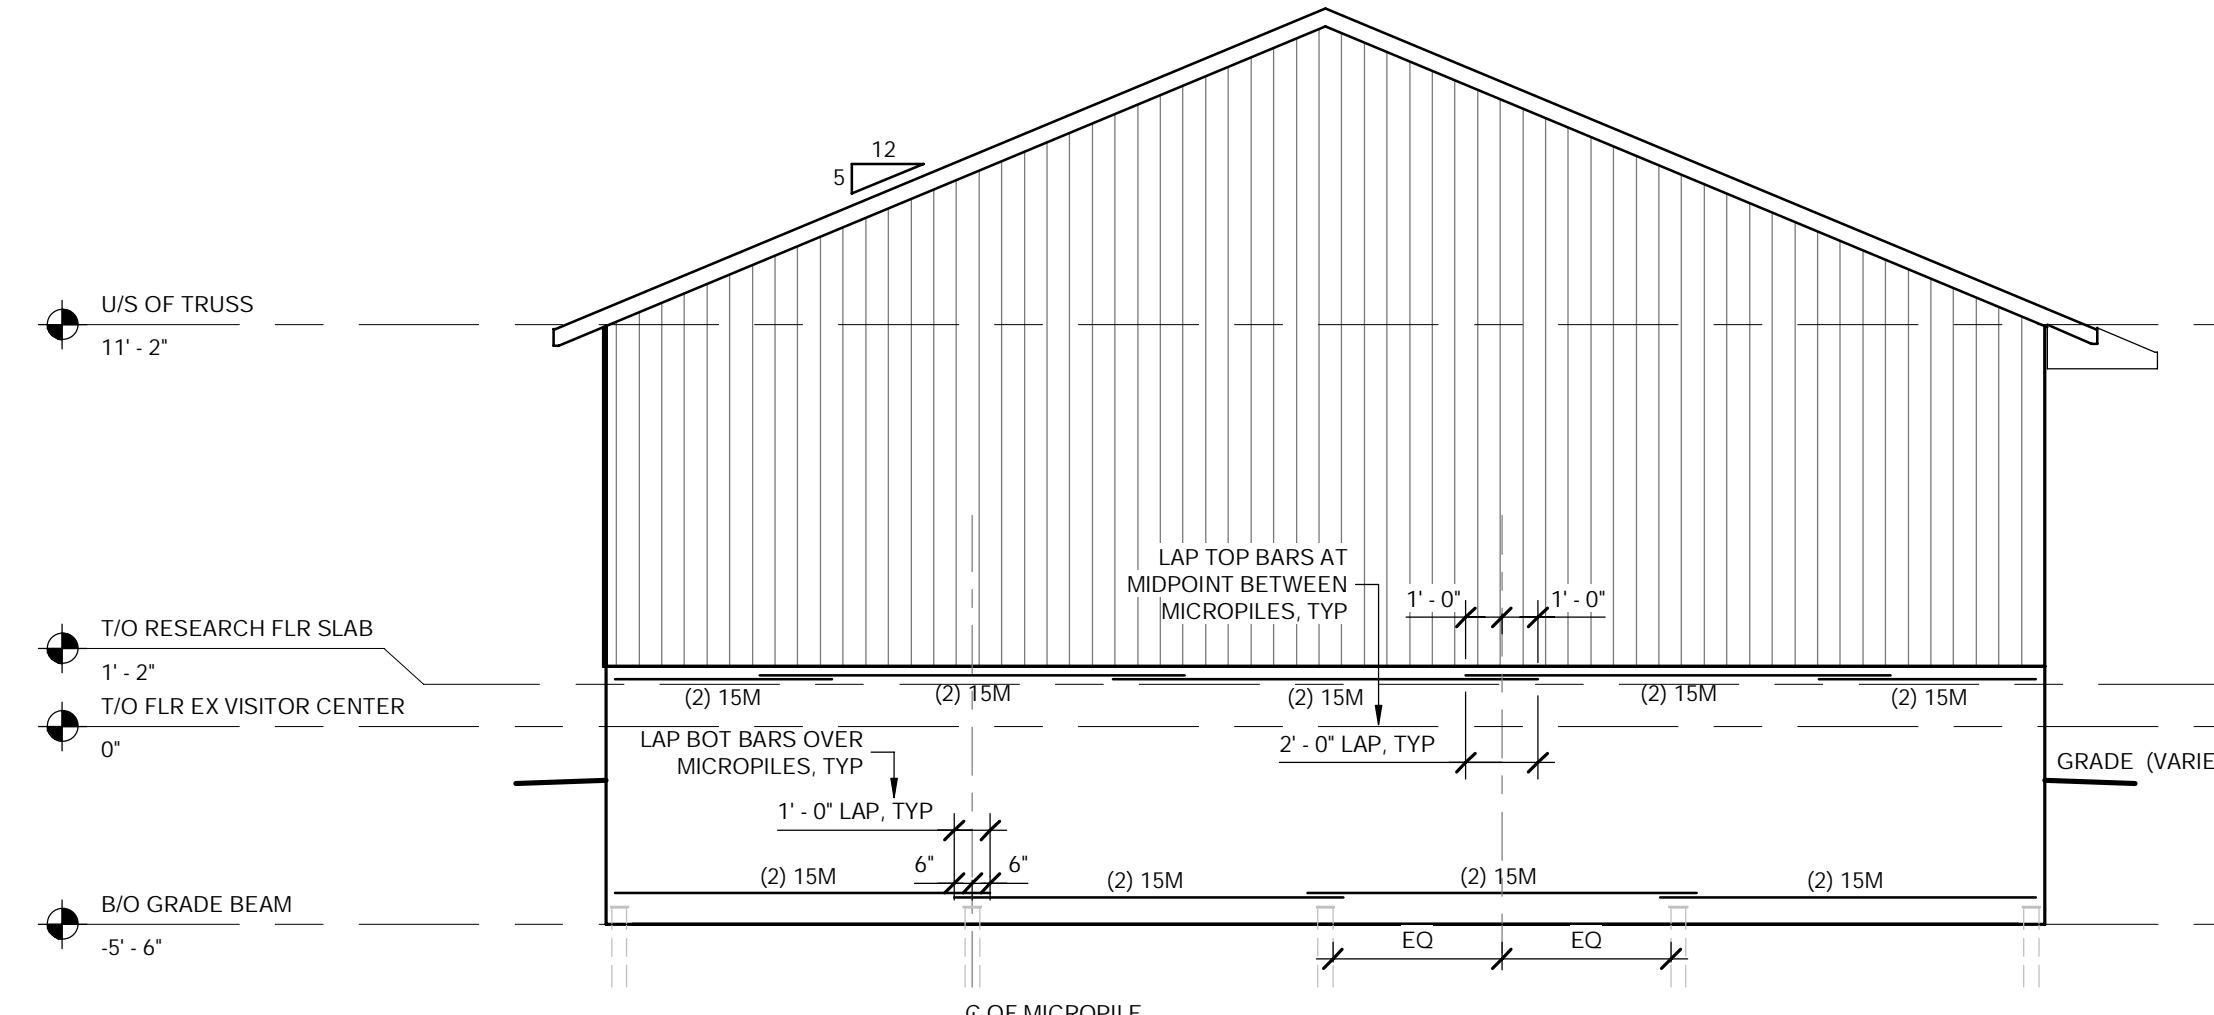 12
5
U/S OF TRUSS
11' - 2"
LAP TOP BARS AT
MIDPOINT BETWEEN
MICROPILES, TYP
1' - 0"
1' - 0"
T/O RESEARCH FLR SLAB
1' - 2"
(2) 15M
(2) 15M
(2) 15M
(2) 15M
(2) 15M
T/O FLR EX VISITOR CENTER
0"
LAP BOT BARS OVER
MICROPILES, TYP
2' - 0" LAP, TYP
GRADE (VARIE
1' - 0" LAP, TYP
6"
6"
(2) 15M
(2) 15M
(2) 15M
(2) 15M
B/O GRADE BEAM
-5' - 6"
EQ
EQ
℄ OF MICROPILE